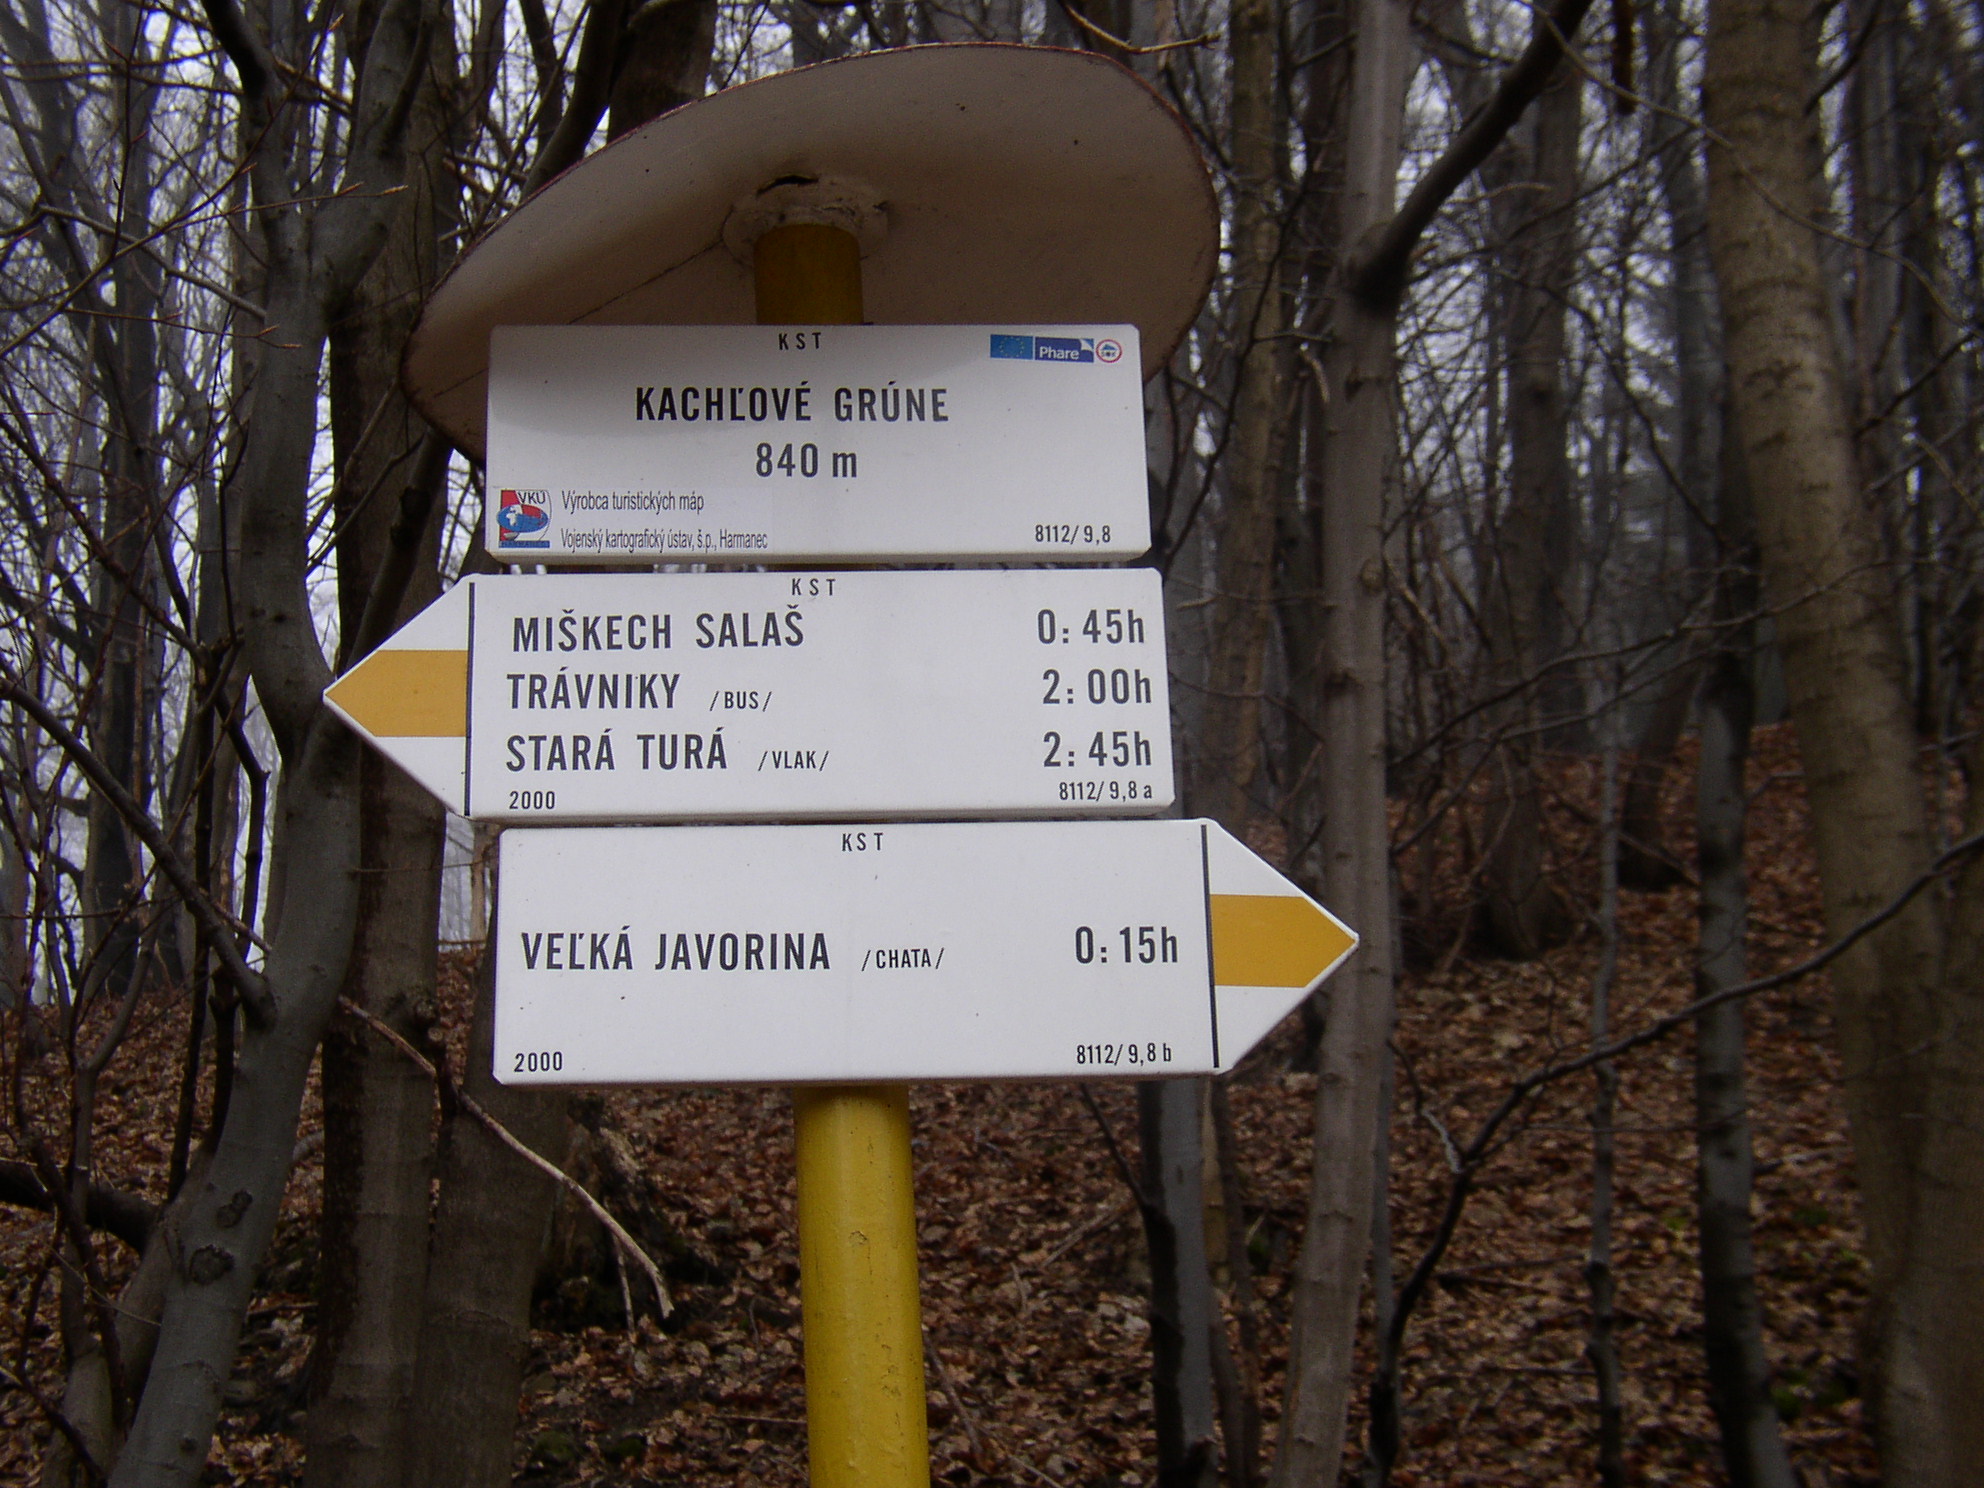 KST
Phare
KACHĽOVÉ GRÚNE
840 m
VKÚ
Výrobca turistických máp
Vojenský kartografický ústav, š.p., Harmanec
8112/9,8
KST
MIŠKECH SALAŠ 0:45h
TRÁVNIKY /BUS/ 2:00h
STARÁ TURÁ /VLAK/ 2:45h
2000 8112/9,8 a
KST
VEĽKÁ JAVORINA /CHATA/ 0:15h
2000 8112/9,8 b